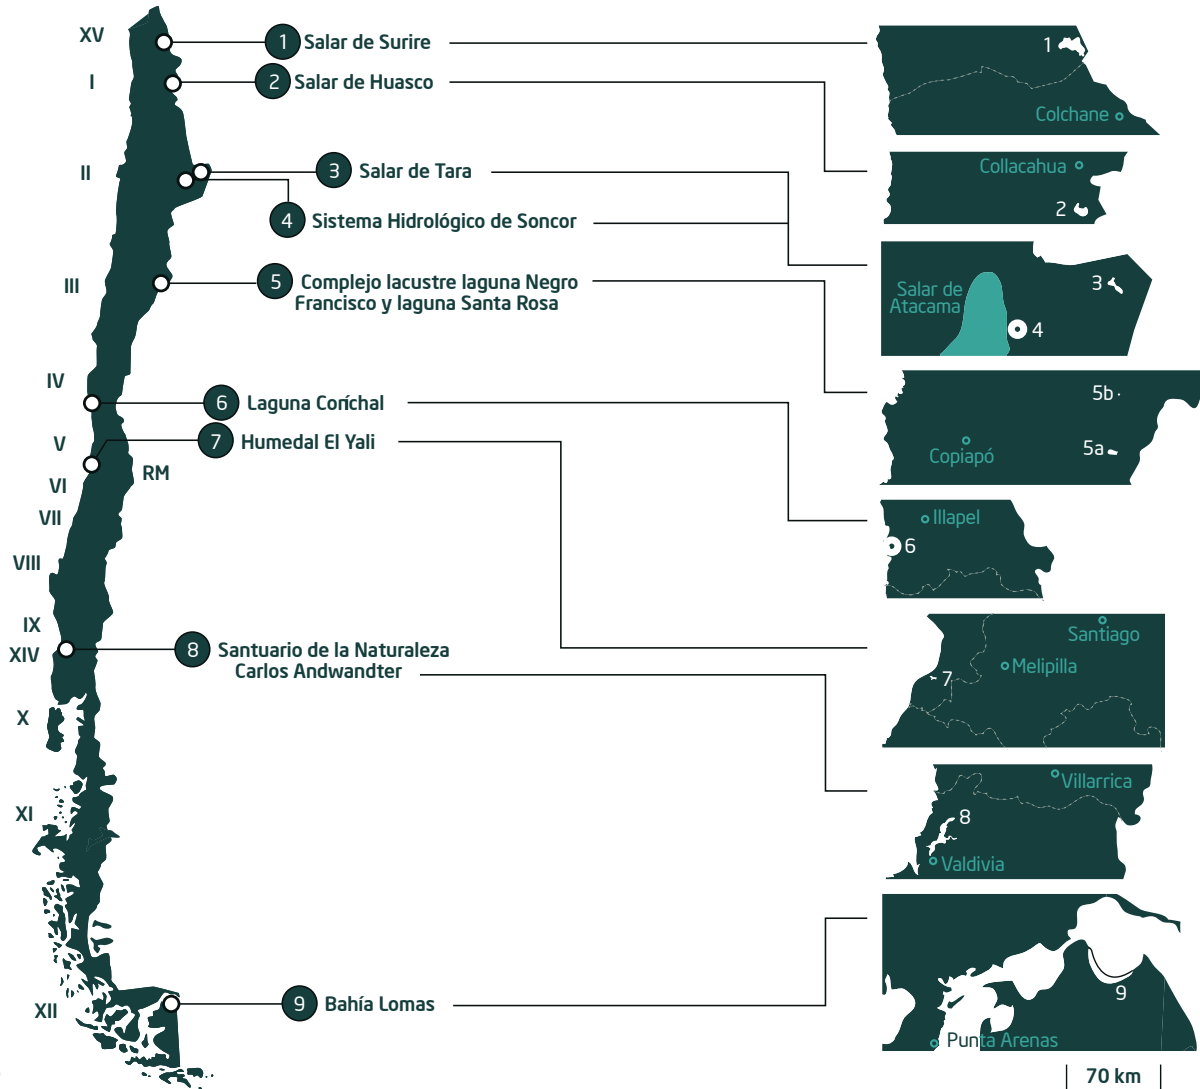 XV
I
II
III
IV
V
RM
VI
VII
VIII
IX
XIV
X
XI
XII
1 Salar de Surire
2 Salar de Huasco
3 Salar de Tara
4 Sistema Hidrológico de Soncor
5 Complejo lacustre laguna Negro
Francisco y laguna Santa Rosa
6 Laguna Conchal
7 Humedal El Yali
8 Santuario de la Naturaleza
Carlos Andwandter
9 Bahía Lomas
1
Colchane
Collacahua
2
Salar de
Atacama
3
4
5b
5a
Copiapó
Illapel
6
Santiago
Melipilla
7
Villarrica
8
Valdivia
9
Punta Arenas
70 km